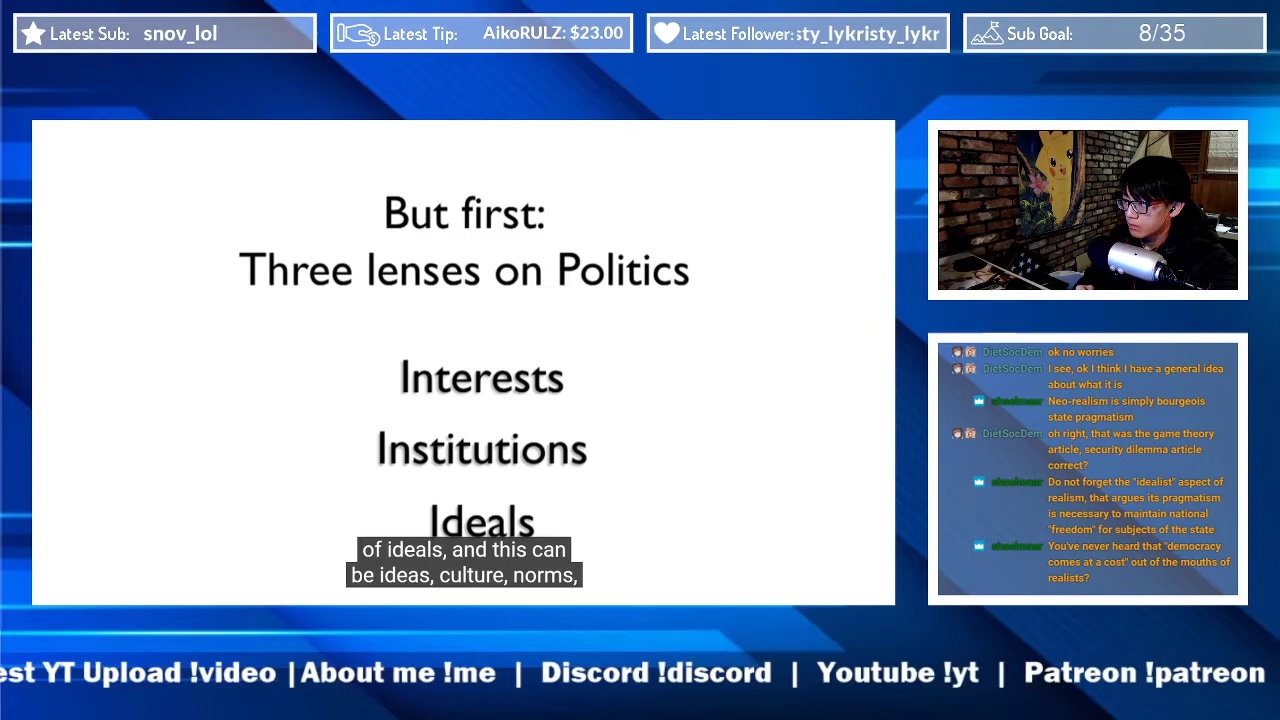 Latest Sub: snov_lol
Latest Tip: AikoRULZ: $23.00
Latest Follower: sty_lykristy_lykr
Sub Goal: 8/35
But first:
Three lenses on Politics
Interests
Institutions
Ideals
of ideals, and this can
be ideas, culture, norms,
DietSocDem ok no worries
DietSocDem I see, ok I think I have a general idea
about what it is
Neo-realism is simply bourgeois
state pragmatism
DietSocDem oh right, that was the game theory
article, security dilemma article
correct?
Do not forget the "idealist" aspect of
realism, that argues its pragmatism
is necessary to maintain national
"freedom" for subjects of the state
You've never heard that "democracy
comes at a cost" out of the mouths of
realists?
est YT Upload !video | About me !me | Discord !discord | Youtube !yt | Patreon !patreon